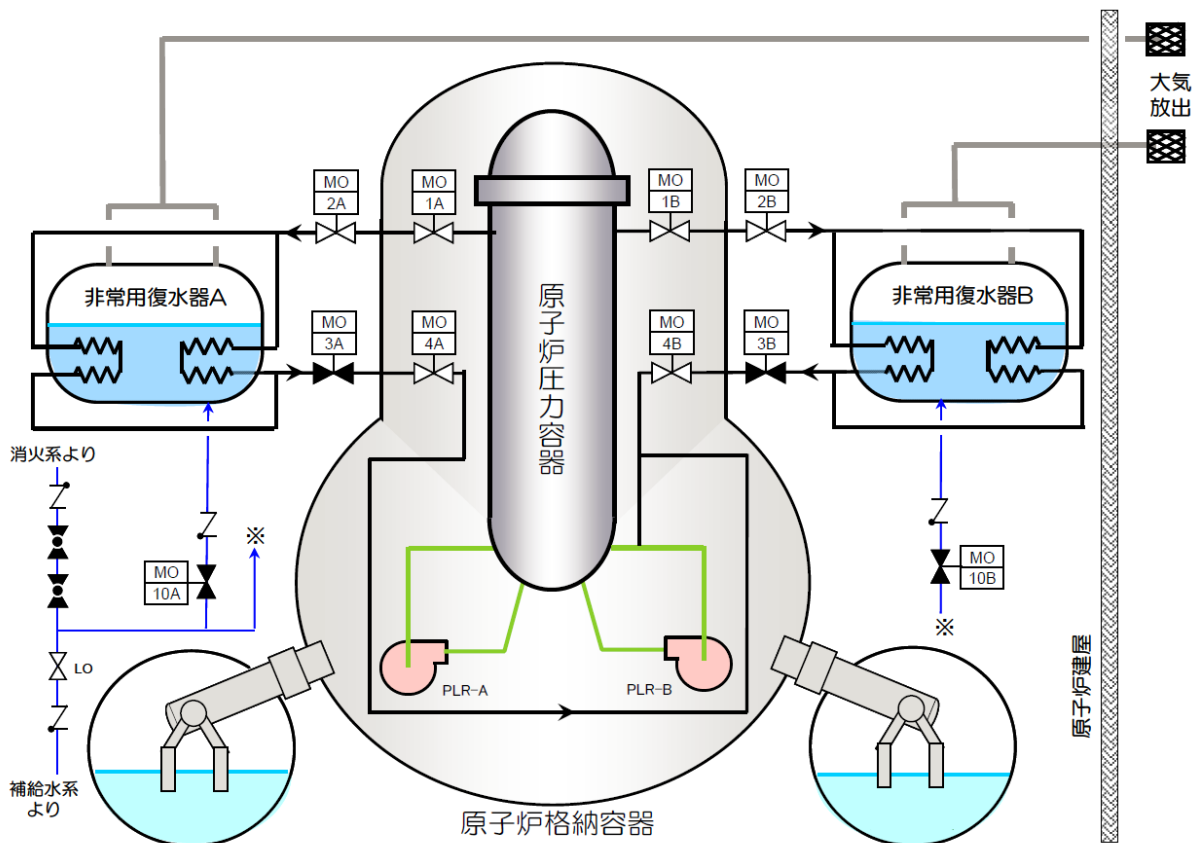 大気
放出
MO
2A
MO
1A
MO
1B
MO
2B
非常用復水器A
非常用復水器B
原子炉圧力容器
MO
3A
MO
4A
MO
4B
MO
3B
消火系より
※
MO
10A
MO
10B
※
LO
PLR-A
PLR-B
原子炉建屋
補給水系
より
原子炉格納容器